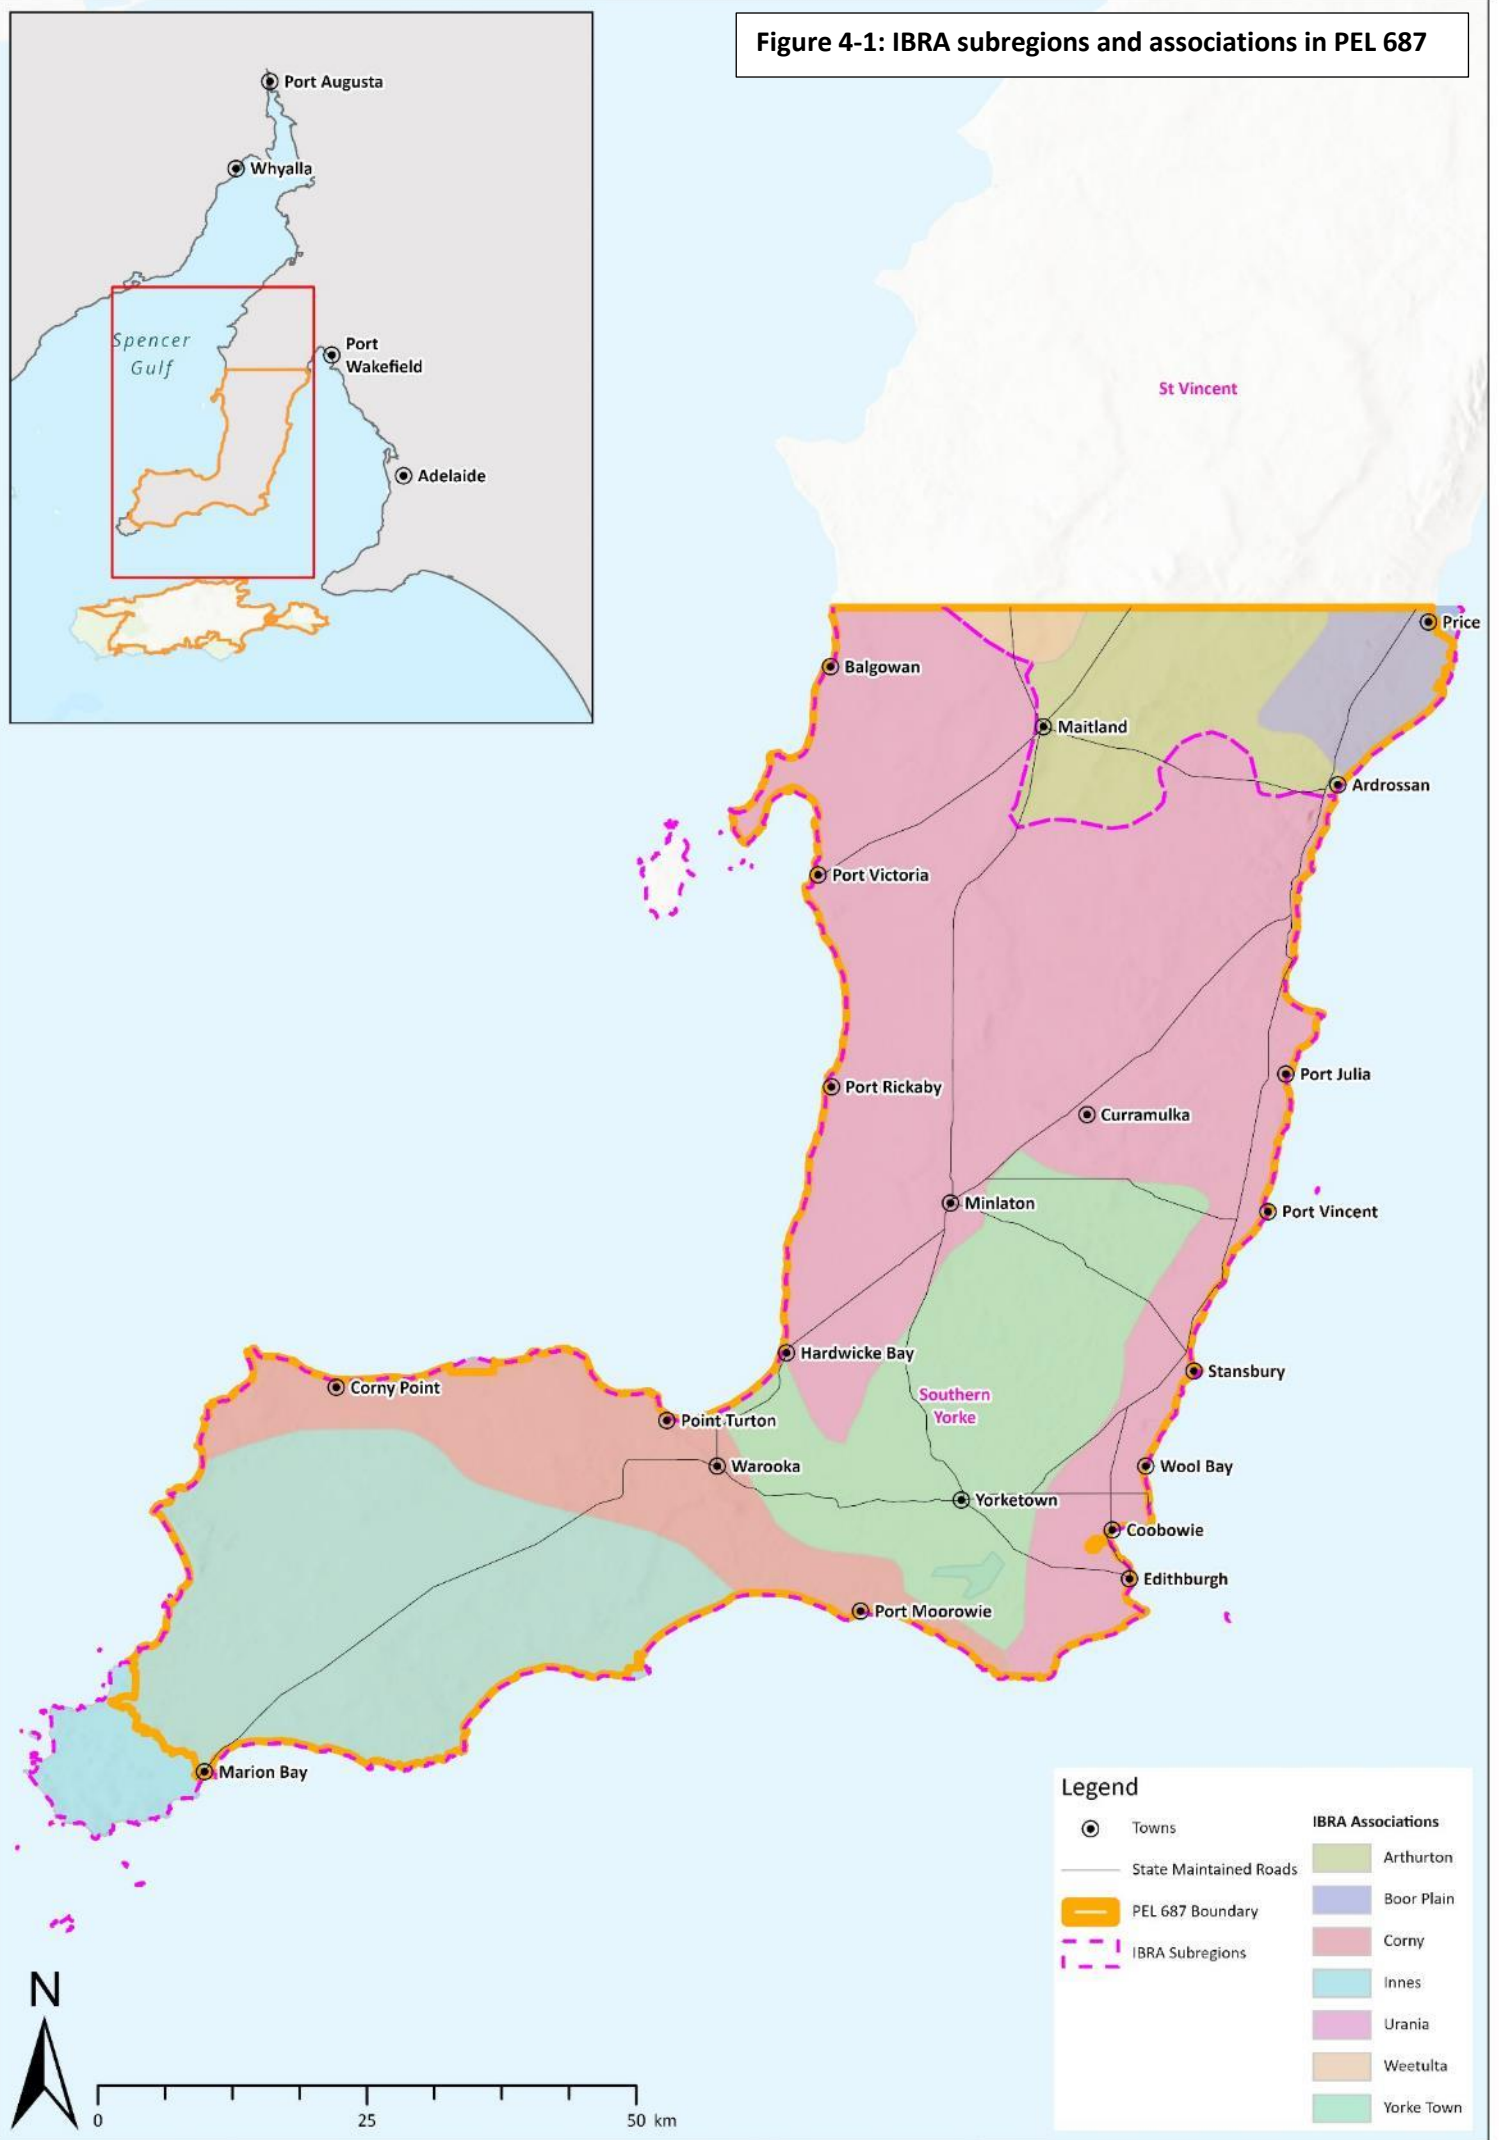 Figure 4-1: IBRA subregions and associations in PEL 687
Port Augusta
Whyalla
Spencer
Gulf
Port
Wakefield
Adelaide
St Vincent
Price
Balgowan
Maitland
Ardrossan
Port Victoria
Port Julia
Port Rickaby
Curramulka
Minlaton
Port Vincent
Hardwicke Bay
Stansbury
Corny Point
Southern
Yorke
Point Turton
Warooka
Wool Bay
Yorketown
Coobowie
Edithburgh
Port Moorowie
Marion Bay
Legend
Towns
State Maintained Roads
PEL 687 Boundary
IBRA Subregions
IBRA Associations
Arthurton
Boor Plain
Corny
Innes
Urania
Weetulta
Yorke Town
N
0 25 50 km